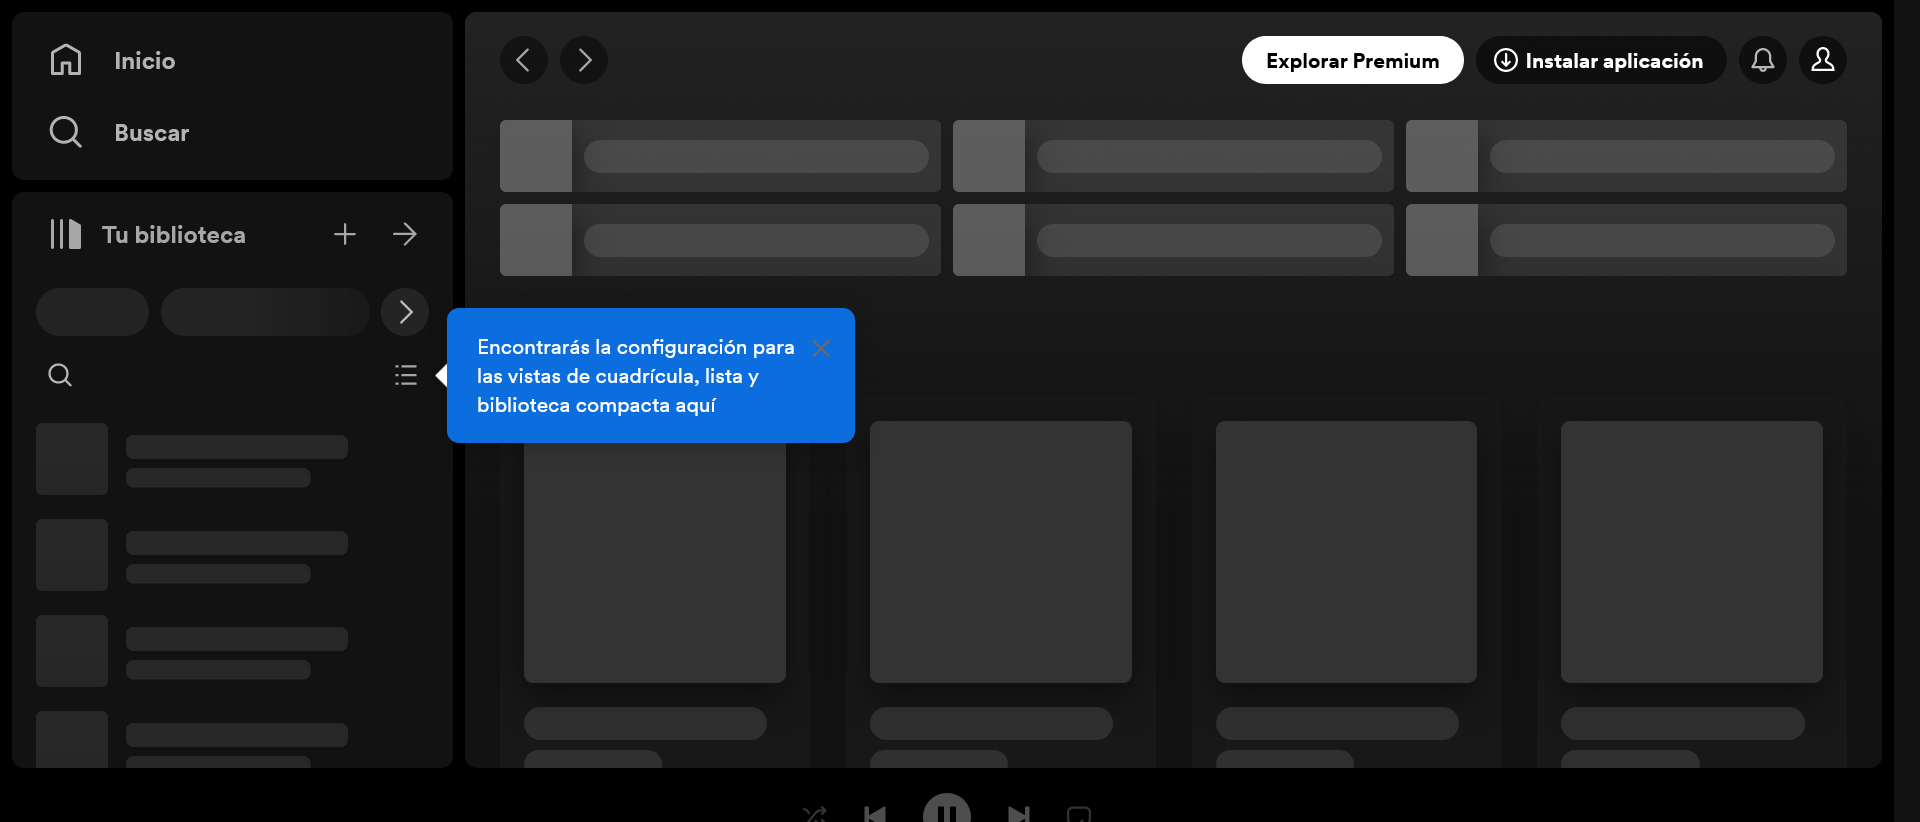 Inicio
Buscar
Tu biblioteca
Explorar Premium
Instalar aplicación
Encontrarás la configuración para
las vistas de cuadrícula, lista y
biblioteca compacta aquí